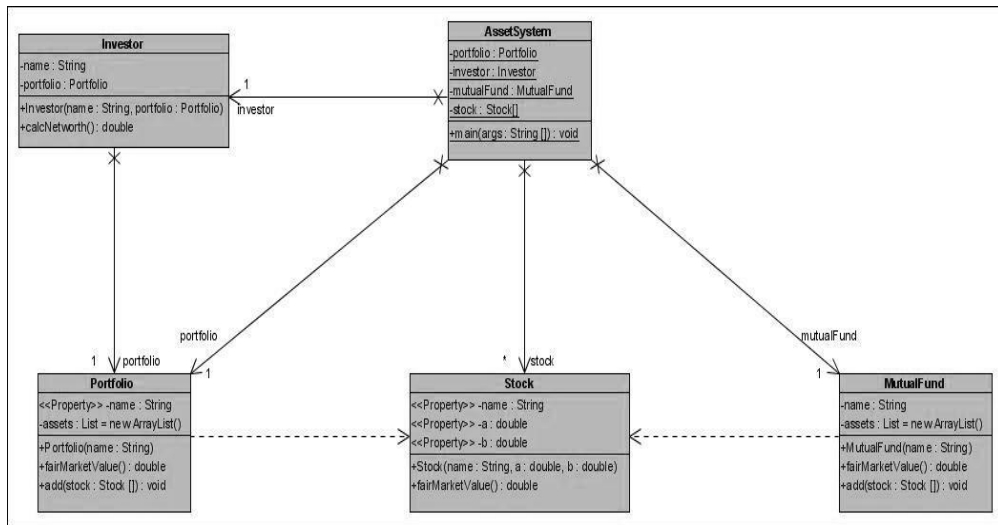 Investor
-name : String
-portfolio : Portfolio
+Investor(name : String, portfolio : Portfolio)
+calcNetworth() : double
AssetSystem
-portfolio : Portfolio
-investor : Investor
-mutualFund : MutualFund
-stock : Stock[]
+main(args : String []) : void
1
investor
portfolio
mutualFund
1
portfolio
1
*
stock
1
Portfolio
<<Property>> -name : String
-assets : List = new ArrayList()
+Portfolio(name : String)
+fairMarketValue() : double
+add(stock : Stock []) : void
Stock
<<Property>> -name : String
<<Property>> -a : double
<<Property>> -b : double
+Stock(name : String, a : double, b : double)
+fairMarketValue() : double
MutualFund
-name : String
-assets : List = new ArrayList()
+MutualFund(name : String)
+fairMarketValue() : double
+add(stock : Stock []) : void